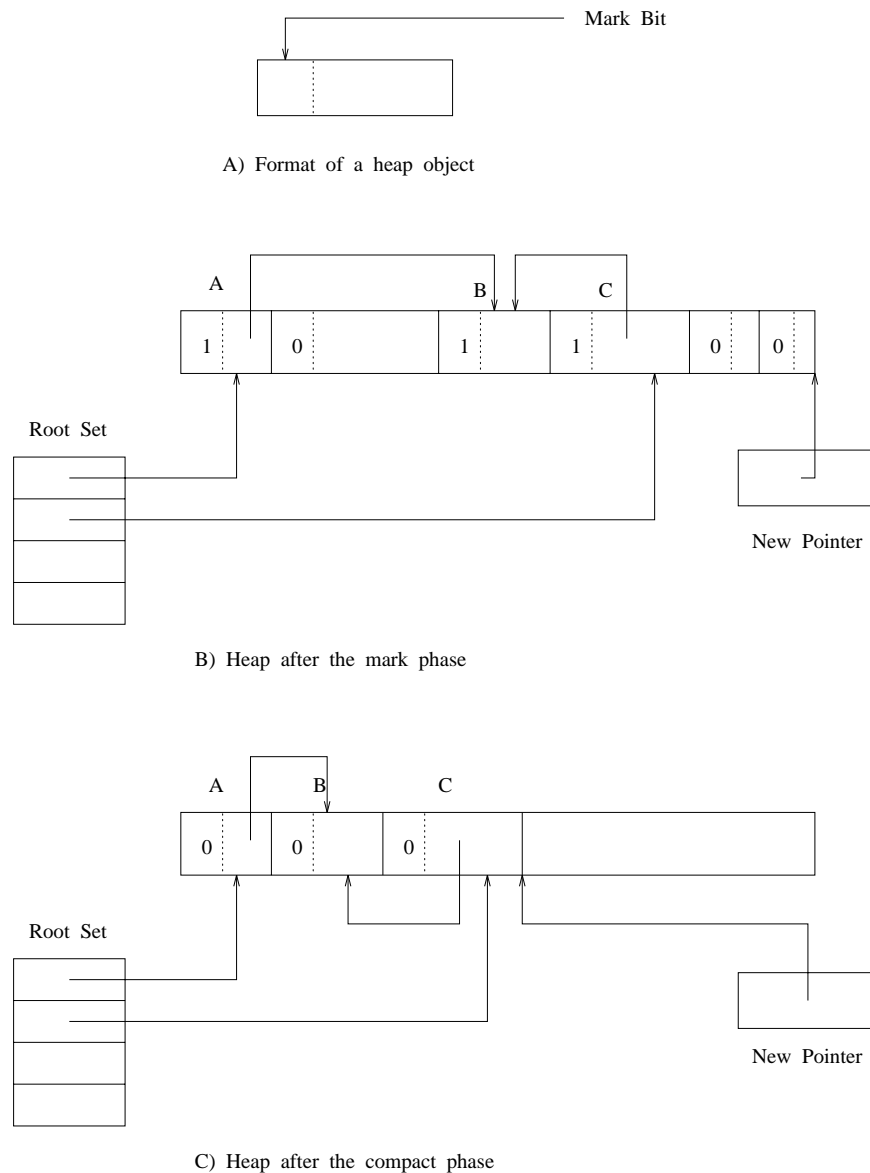 Mark Bit
A) Format of a heap object
A
B
C
1
0
1
1
0
0
Root Set
New Pointer
B) Heap after the mark phase
A
B
C
0
0
0
Root Set
New Pointer
C) Heap after the compact phase